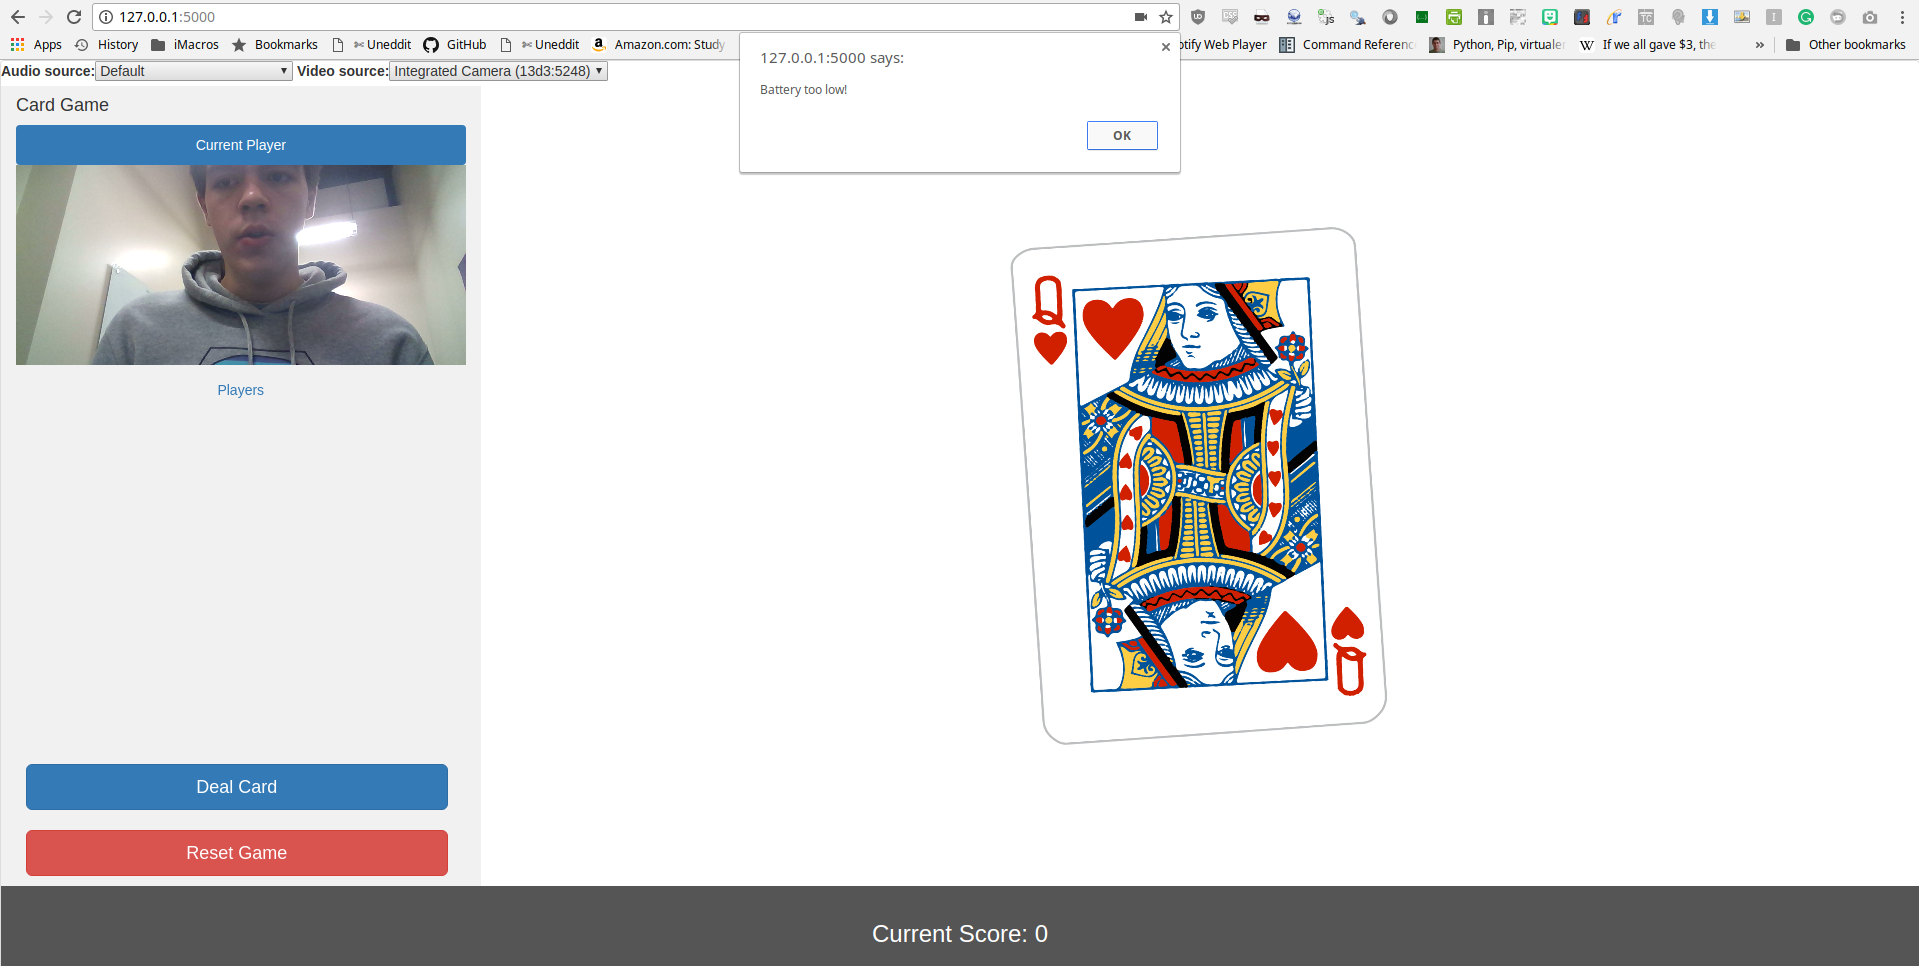 127.0.0.1:5000
Apps History iMacros Bookmarks Uneddit GitHub Uneddit Amazon.com: Study otify Web Player Command Referenc Python, Pip, virtuale If we all gave $3, the » Other bookmarks
127.0.0.1:5000 says:
Battery too low!
OK
Audio source: Default Video source: Integrated Camera (13d3:5248)
Card Game
Current Player
Players
Q
Q
Deal Card
Reset Game
Current Score: 0